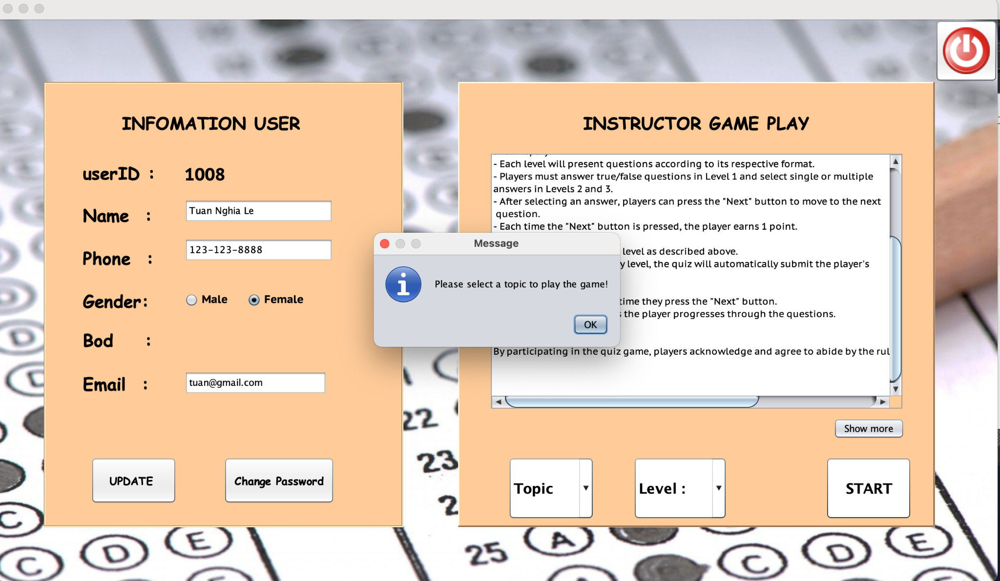 INFOMATION USER
userID :
1008
Name :
Tuan Nghia Le
Phone :
123-123-8888
Gender:
Male
Female
Bod :
Email :
tuan@gmail.com
UPDATE
Change Password
INSTRUCTOR GAME PLAY
- Each level will present questions according to its respective format.
- Players must answer true/false questions in Level 1 and select single or multiple
answers in Levels 2 and 3.
- After selecting an answer, players can press the "Next" button to move to the next
question.
- Each time the "Next" button is pressed, the player earns 1 point.
level as described above.
level, the quiz will automatically submit the player's
time they press the "Next" button.
the player progresses through the questions.
By participating in the quiz game, players acknowledge and agree to abide by the rul
Message
Please select a topic to play the game!
OK
Show more
Topic
Level :
START
D
22
23
2
C
D
E
C
25
A
C
D
E